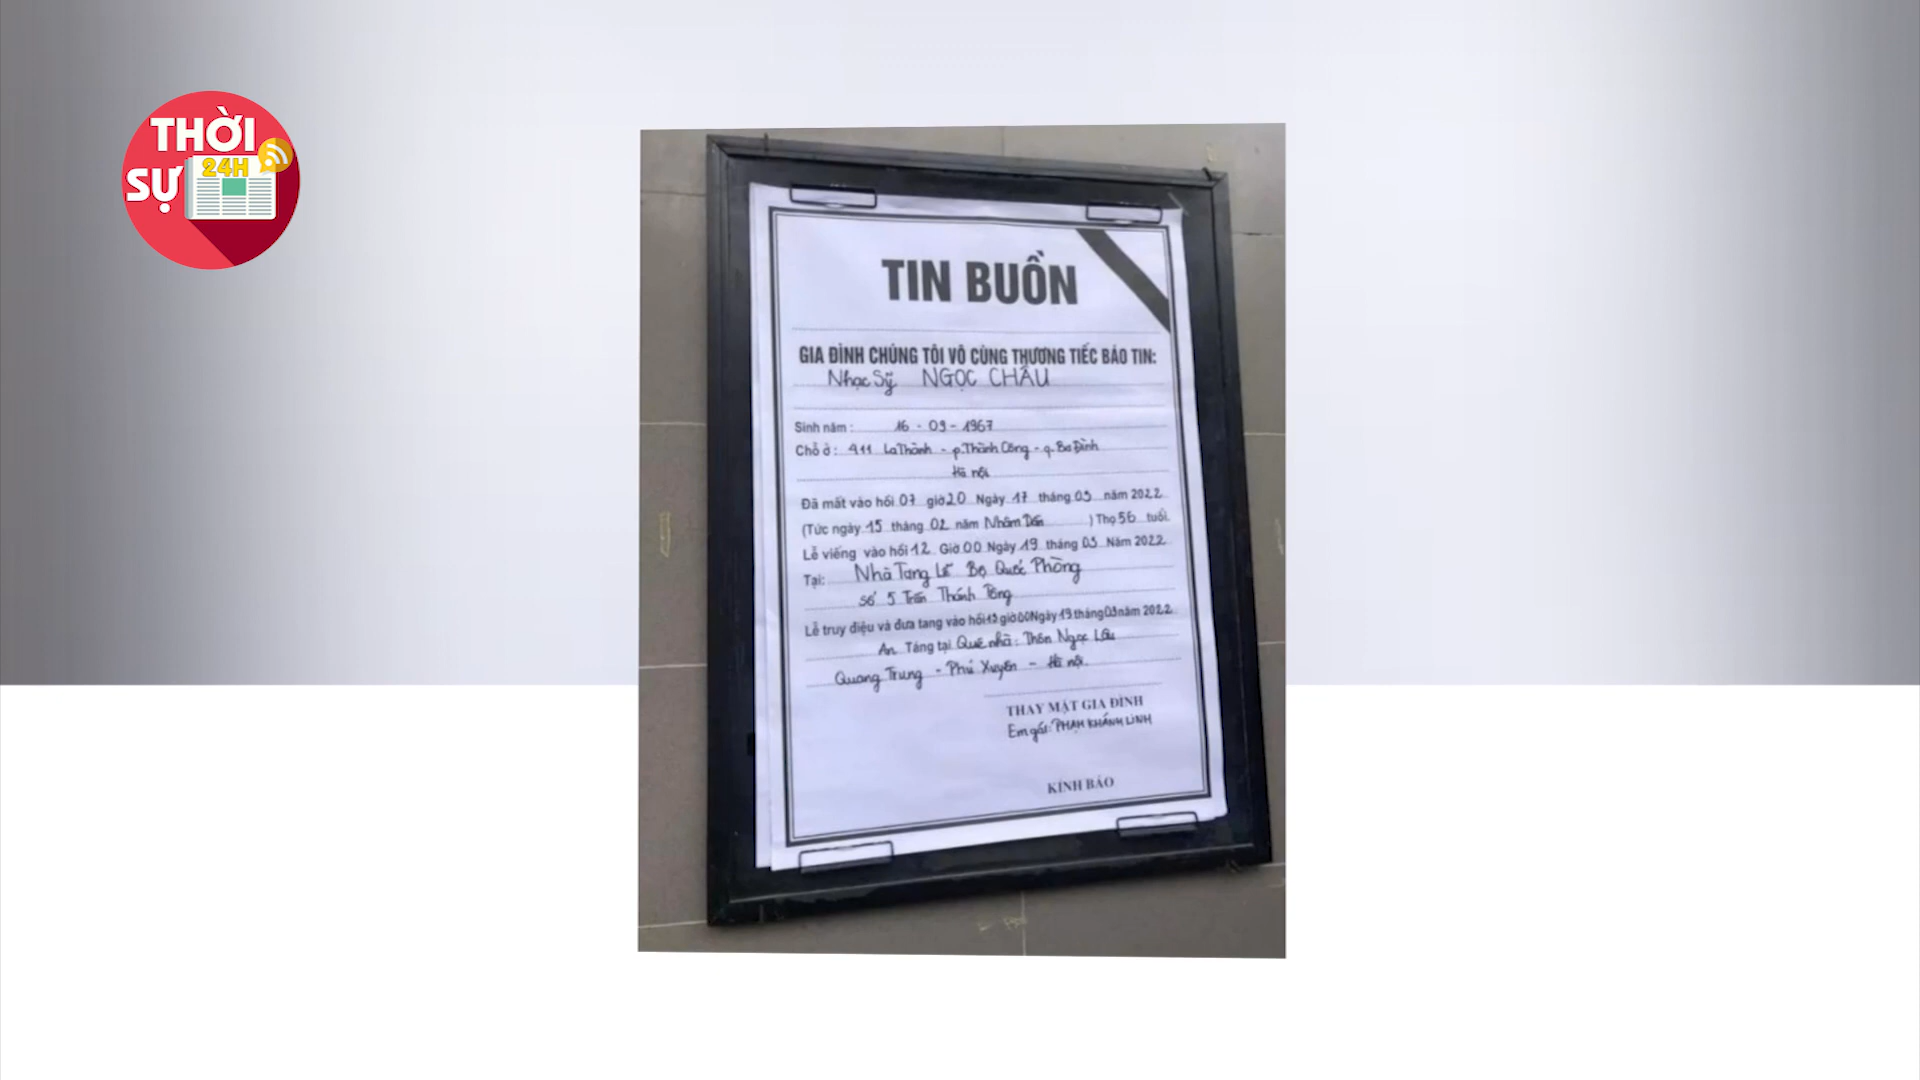 THỜI
SỰ 24H
TIN BUỒN
GIA ĐÌNH CHÚNG TÔI VÔ CÙNG THƯƠNG TIẾC BÁO TIN:
Nhạc Sỹ NGỌC CHÂU
Sinh năm : 16 - 09 - 1967
Chỗ ở : 411 La Thành - p. Thành Công - q. Ba Đình
Hà nội
Đã mất vào hồi 07 giờ 20 Ngày 17 tháng 03 năm 2022
(Tức ngày 15 tháng 02 năm Nhâm Dần ) Thọ 56 tuổi.
Lễ viếng vào hồi 12 Giờ 00 Ngày 19 tháng 03 Năm 2022
Tại: Nhà Tang Lễ Bộ Quốc Phòng
số 5 Trần Thánh Tông
Lễ truy điệu và đưa tang vào hồi 13 giờ 00 Ngày 19 tháng 03 năm 2022
An Táng tại Quê nhà: Thôn Ngọc Lâu
Quang Trung - Phú Xuyên - Hà nội.
THAY MẶT GIA ĐÌNH
Em gái: PHẠM KHÁNH LINH
KÍNH BÁO